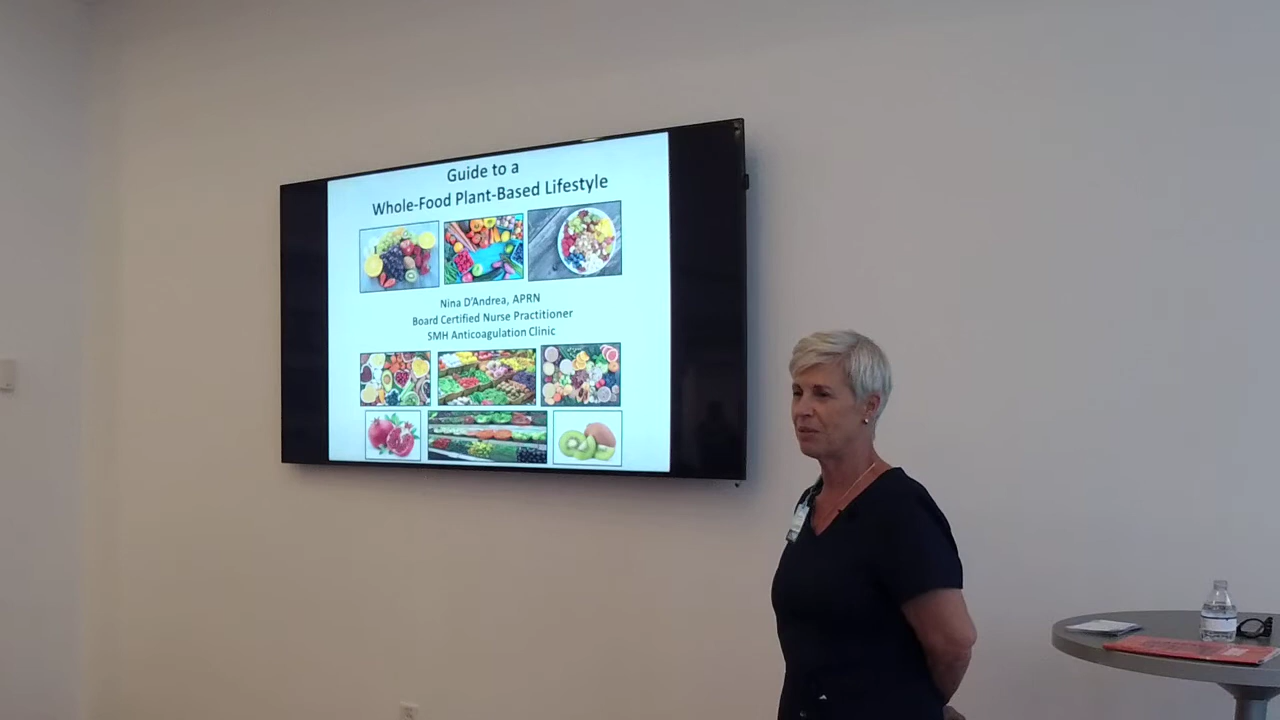 Guide to a
Whole-Food Plant-Based Lifestyle
Nina D'Andrea, APRN
Board Certified Nurse Practitioner
SMH Anticoagulation Clinic